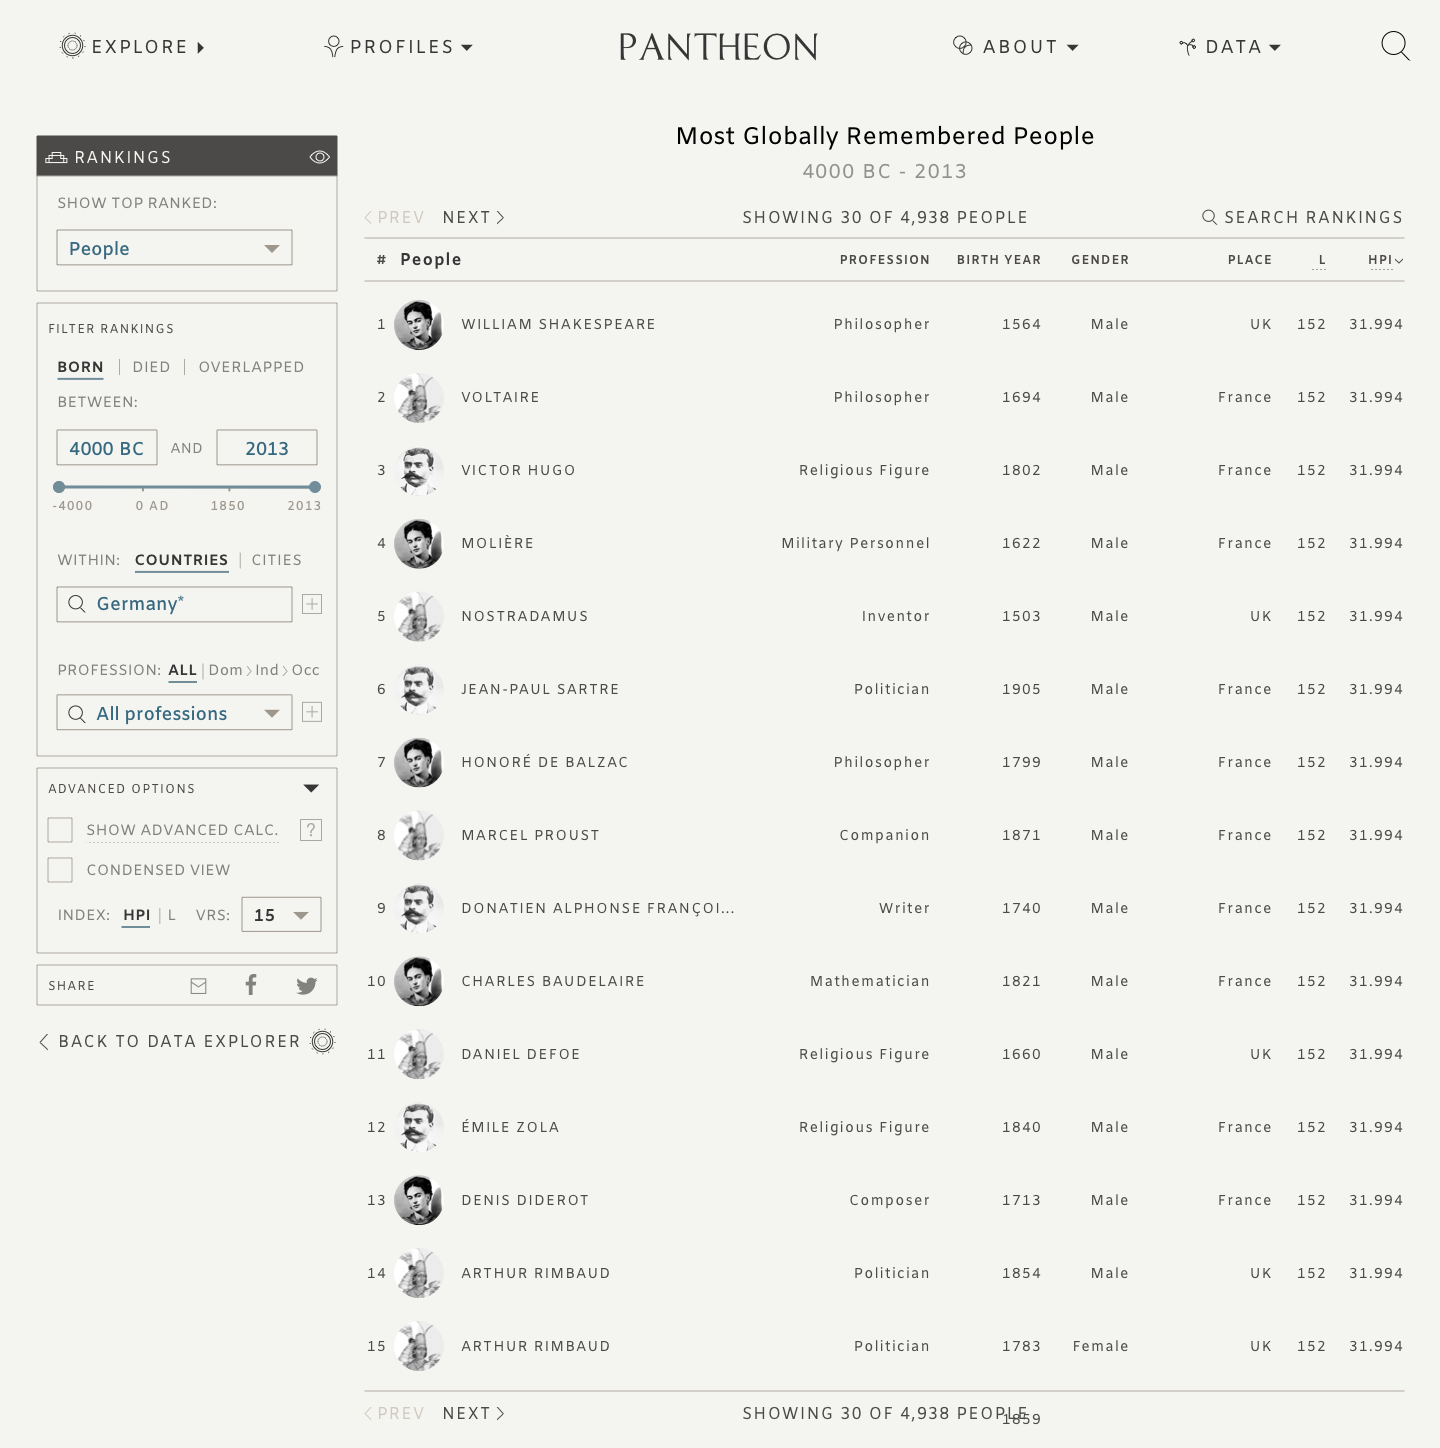 EXPLORE PROFILES PANTHEON ABOUT DATA
RANKINGS
SHOW TOP RANKED:
People
FILTER RANKINGS
BORN | DIED | OVERLAPPED
BETWEEN:
4000 BC AND 2013
-4000 0 AD 1850 2013
WITHIN: COUNTRIES | CITIES
Germany*
PROFESSION: ALL | Dom > Ind > Occ
All professions
ADVANCED OPTIONS
SHOW ADVANCED CALC. ?
CONDENSED VIEW
INDEX: HPI | L VRS: 15
SHARE
BACK TO DATA EXPLORER
Most Globally Remembered People
4000 BC - 2013
PREV NEXT SHOWING 30 OF 4,938 PEOPLE SEARCH RANKINGS
# People PROFESSION BIRTH YEAR GENDER PLACE L HPI
1 WILLIAM SHAKESPEARE Philosopher 1564 Male UK 152 31.994
2 VOLTAIRE Philosopher 1694 Male France 152 31.994
3 VICTOR HUGO Religious Figure 1802 Male France 152 31.994
4 MOLIÈRE Military Personnel 1622 Male France 152 31.994
5 NOSTRADAMUS Inventor 1503 Male UK 152 31.994
6 JEAN-PAUL SARTRE Politician 1905 Male France 152 31.994
7 HONORÉ DE BALZAC Philosopher 1799 Male France 152 31.994
8 MARCEL PROUST Companion 1871 Male France 152 31.994
9 DONATIEN ALPHONSE FRANÇOI... Writer 1740 Male France 152 31.994
10 CHARLES BAUDELAIRE Mathematician 1821 Male France 152 31.994
11 DANIEL DEFOE Religious Figure 1660 Male UK 152 31.994
12 ÉMILE ZOLA Religious Figure 1840 Male France 152 31.994
13 DENIS DIDEROT Composer 1713 Male France 152 31.994
14 ARTHUR RIMBAUD Politician 1854 Male UK 152 31.994
15 ARTHUR RIMBAUD Politician 1783 Female UK 152 31.994
PREV NEXT SHOWING 30 OF 4,938 PEOPLE
1859